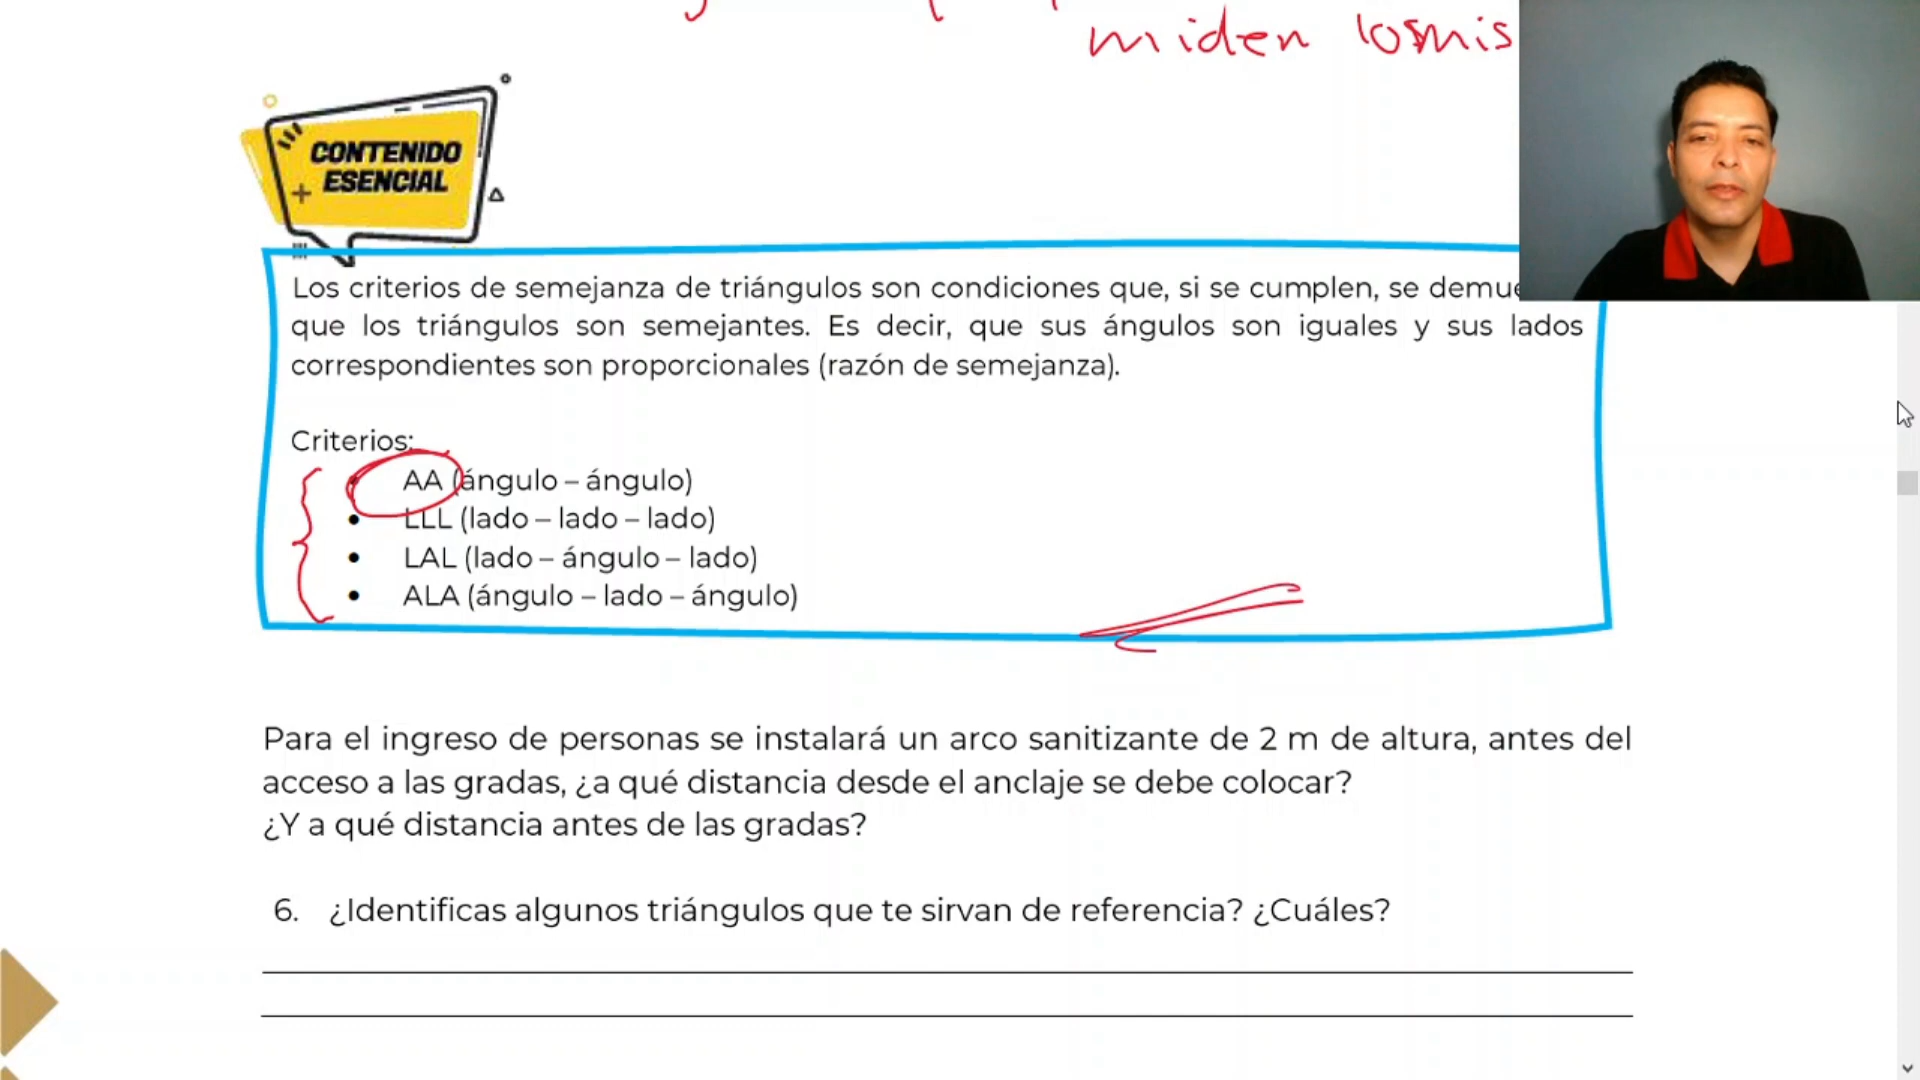 miden losmis
CONTENIDO
ESENCIAL
Los criterios de semejanza de triángulos son condiciones que, si se cumplen, se
que los triángulos son semejantes. Es decir, que sus ángulos son iguales y sus lados
correspondientes son proporcionales (razón de semejanza).
Criterios:
• AA (ángulo – ángulo)
• LLL (lado – lado – lado)
• LAL (lado – ángulo – lado)
• ALA (ángulo – lado – ángulo)
Para el ingreso de personas se instalará un arco sanitizante de 2 m de altura, antes del
acceso a las gradas, ¿a qué distancia desde el anclaje se debe colocar?
¿Y a qué distancia antes de las gradas?
6. ¿Identificas algunos triángulos que te sirvan de referencia? ¿Cuáles?